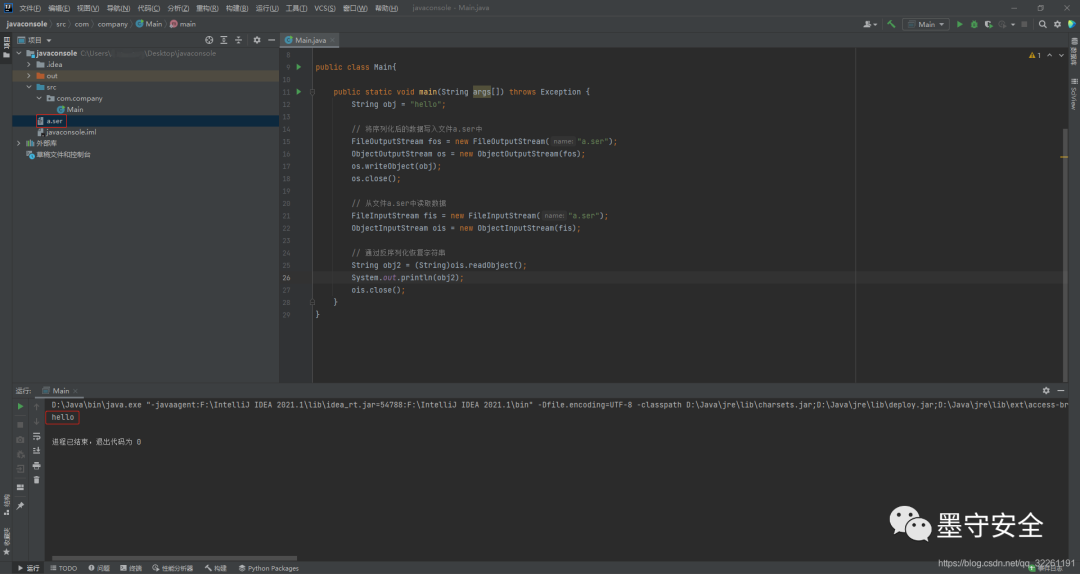 文件(F) 编辑(E) 视图(V) 导航(N) 代码(C) 分析(Z) 重构(R) 构建(B) 运行(U) 工具(T) VCS(S) 窗口(W) 帮助(H) javaconsole - Main.java
javaconsole src com company Main main
Main
项目
Main.java
javaconsole C:\Users\ \Desktop\javaconsole
.idea
out
src
com.company
Main
a.ser
javaconsole.iml
外部库
草稿文件和控制台
1
8
9 public class Main{
10
11 public static void main(String args[]) throws Exception {
12 String obj = "hello";
13
14 // 将序列化后的数据写入文件a.ser中
15 FileOutputStream fos = new FileOutputStream( name: "a.ser");
16 ObjectOutputStream os = new ObjectOutputStream(fos);
17 os.writeObject(obj);
18 os.close();
19
20 // 从文件a.ser中读取数据
21 FileInputStream fis = new FileInputStream( name: "a.ser");
22 ObjectInputStream ois = new ObjectInputStream(fis);
23
24 // 通过反序列化恢复字符串
25 String obj2 = (String)ois.readObject();
26 System.out.println(obj2);
27 ois.close();
28 }
29 }
项目
数据库
SciView
运行: Main
D:\Java\bin\java.exe "-javaagent:F:\IntelliJ IDEA 2021.1\lib\idea_rt.jar=54788:F:\IntelliJ IDEA 2021.1\bin" -Dfile.encoding=UTF-8 -classpath D:\Java\jre\lib\charsets.jar;D:\Java\jre\lib\deploy.jar;D:\Java\jre\lib\ext\access-br
hello
进程已结束，退出代码为 0
结构
收藏夹
墨守安全
运行 TODO 问题 终端 性能分析器 构建 Python Packages
事件日志
https://blog.csdn.net/qq_32261191